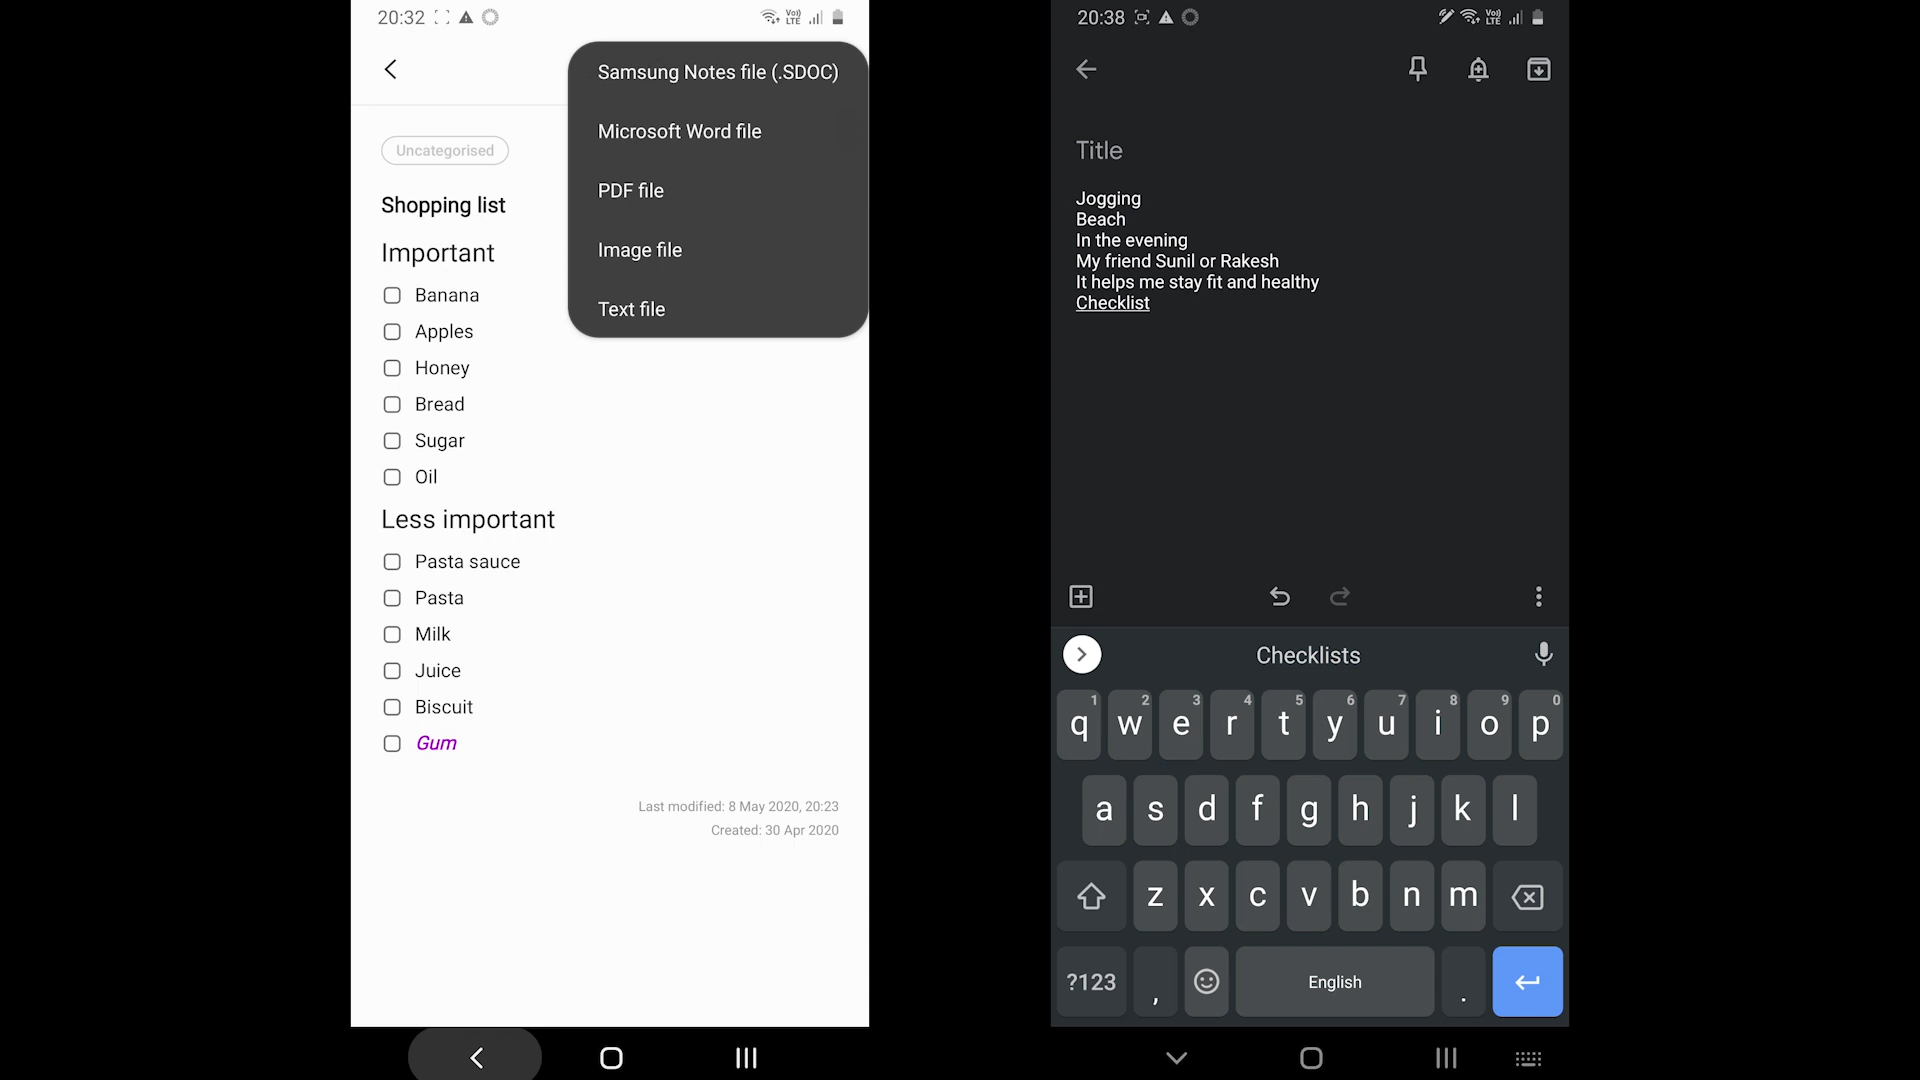 20:32
Vo) LTE
Samsung Notes file (.SDOC)
Microsoft Word file
PDF file
Image file
Text file
Uncategorised
Shopping list
Important
Banana
Apples
Honey
Bread
Sugar
Oil
Less important
Pasta sauce
Pasta
Milk
Juice
Biscuit
Gum
Last modified: 8 May 2020, 20:23
Created: 30 Apr 2020
20:38
Vo) LTE
Title
Jogging
Beach
In the evening
My friend Sunil or Rakesh
It helps me stay fit and healthy
Checklist
Checklists
1 2 3 4 5 6 7 8 9 0
q w e r t y u i o p
a s d f g h j k l
z x c v b n m
?123 , English .